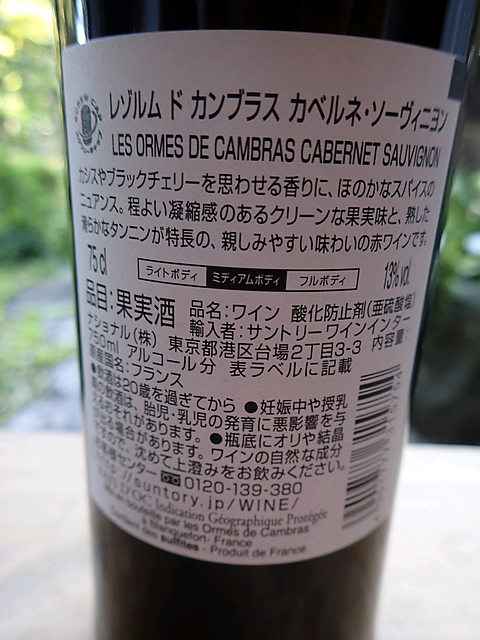 レゾルム ド カンブラス カベルネ・ソーヴィニヨン
LES ORMES DE CAMBRAS CABERNET SAUVIGNON
カシスやブラックチェリーを思わせる香りに、ほのかなスパイスの
ニュアンス。程よい凝縮感のあるクリーンな果実味と、熟した
滑らかなタンニンが特長の、親しみやすい味わいの赤ワインです。
75cl ライトボディ ミディアムボディ フルボディ 13% vol.
品目:果実酒 品名:ワイン 酸化防止剤(亜硫酸塩)
輸入者:サントリーワインインター
ナショナル(株) 東京都港区台場2丁目3-3 内容量:
750ml アルコール分 表ラベルに記載
原産国名:フランス
●飲酒は20歳を過ぎてから ●妊娠中や授乳
期の飲酒は、胎児・乳児の発育に悪影響を与
えるおそれがあります。 ●瓶底にオリや結晶
場合があります。ワインの自然な成分
ので、沈めて上澄みをお飲みください。
センター 0120-139-380
suntory.jp/WINE/
D'OC Indication Géographique Protégée
bouteille par les Ormes de Cambras
à Blanquefort- France
Contient des sulfites - Produit de France